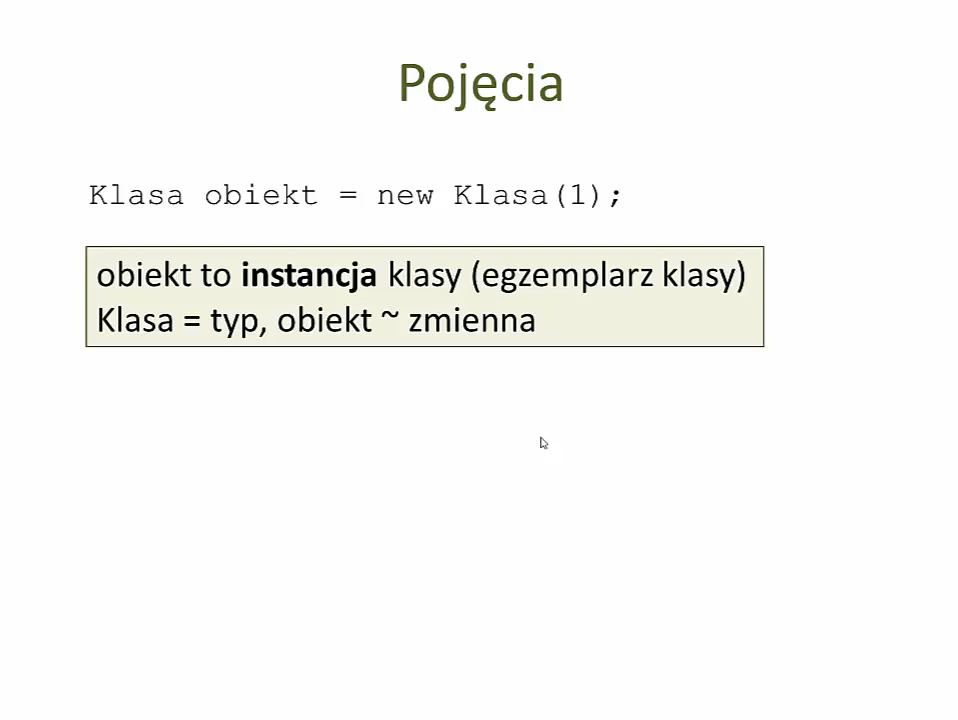 Pojęcia
Klasa obiekt = new Klasa(1);
obiekt to instancja klasy (egzemplarz klasy)
Klasa = typ, obiekt ~ zmienna